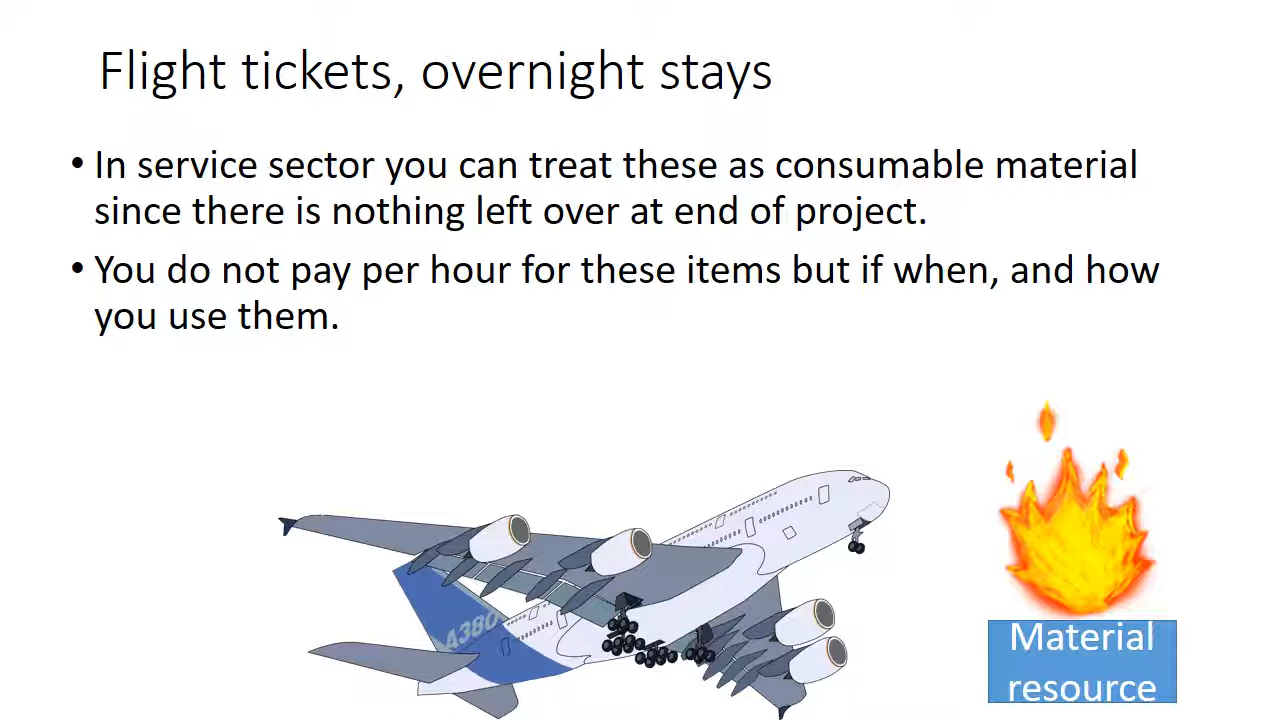 Flight tickets, overnight stays
• In service sector you can treat these as consumable material
since there is nothing left over at end of project.
• You do not pay per hour for these items but if when, and how
you use them.
A380
Material
resource